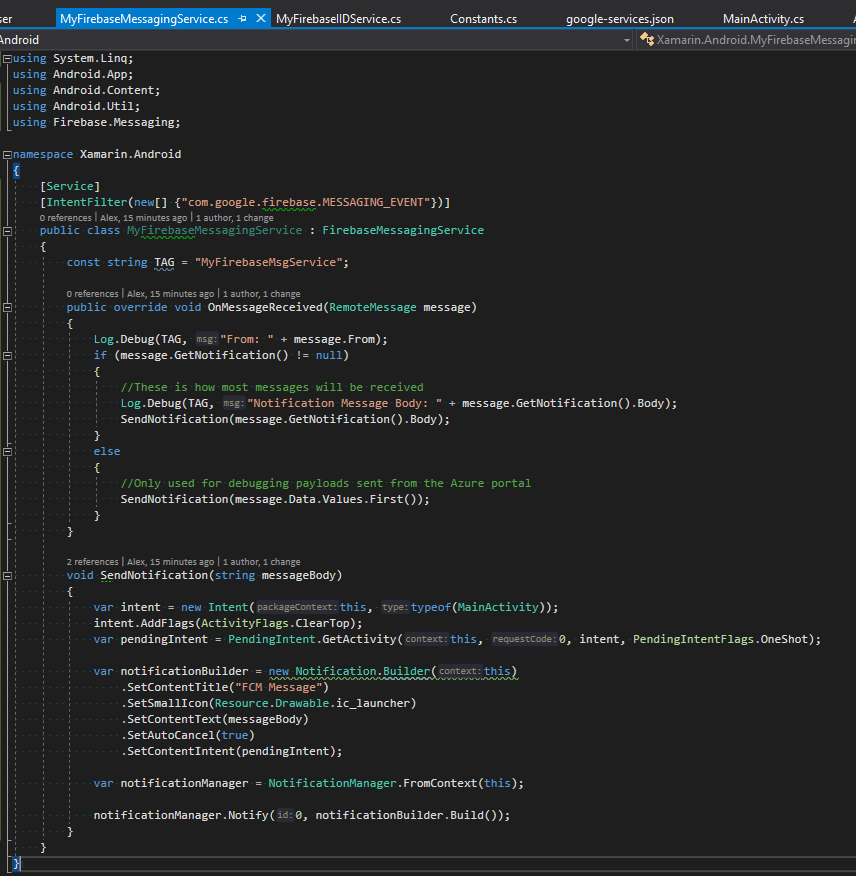 ser MyFirebaseMessagingService.cs MyFirebaseIIDService.cs Constants.cs google-services.json MainActivity.cs
Android Xamarin.Android.MyFirebaseMessagin
using System.Linq;
using Android.App;
using Android.Content;
using Android.Util;
using Firebase.Messaging;
namespace Xamarin.Android
{
[Service]
[IntentFilter(new[] {"com.google.firebase.MESSAGING_EVENT"})]
0 references | Alex, 15 minutes ago | 1 author, 1 change
public class MyFirebaseMessagingService : FirebaseMessagingService
{
const string TAG = "MyFirebaseMsgService";
0 references | Alex, 15 minutes ago | 1 author, 1 change
public override void OnMessageReceived(RemoteMessage message)
{
Log.Debug(TAG, msg: "From: " + message.From);
if (message.GetNotification() != null)
{
//These is how most messages will be received
Log.Debug(TAG, msg: "Notification Message Body: " + message.GetNotification().Body);
SendNotification(message.GetNotification().Body);
}
else
{
//Only used for debugging payloads sent from the Azure portal
SendNotification(message.Data.Values.First());
}
}
2 references | Alex, 15 minutes ago | 1 author, 1 change
void SendNotification(string messageBody)
{
var intent = new Intent(packageContext: this, type: typeof(MainActivity));
intent.AddFlags(ActivityFlags.ClearTop);
var pendingIntent = PendingIntent.GetActivity(context: this, requestCode: 0, intent, PendingIntentFlags.OneShot);
var notificationBuilder = new Notification.Builder(context: this)
.SetContentTitle("FCM Message")
.SetSmallIcon(Resource.Drawable.ic_launcher)
.SetContentText(messageBody)
.SetAutoCancel(true)
.SetContentIntent(pendingIntent);
var notificationManager = NotificationManager.FromContext(this);
notificationManager.Notify(id: 0, notificationBuilder.Build());
}
}
}